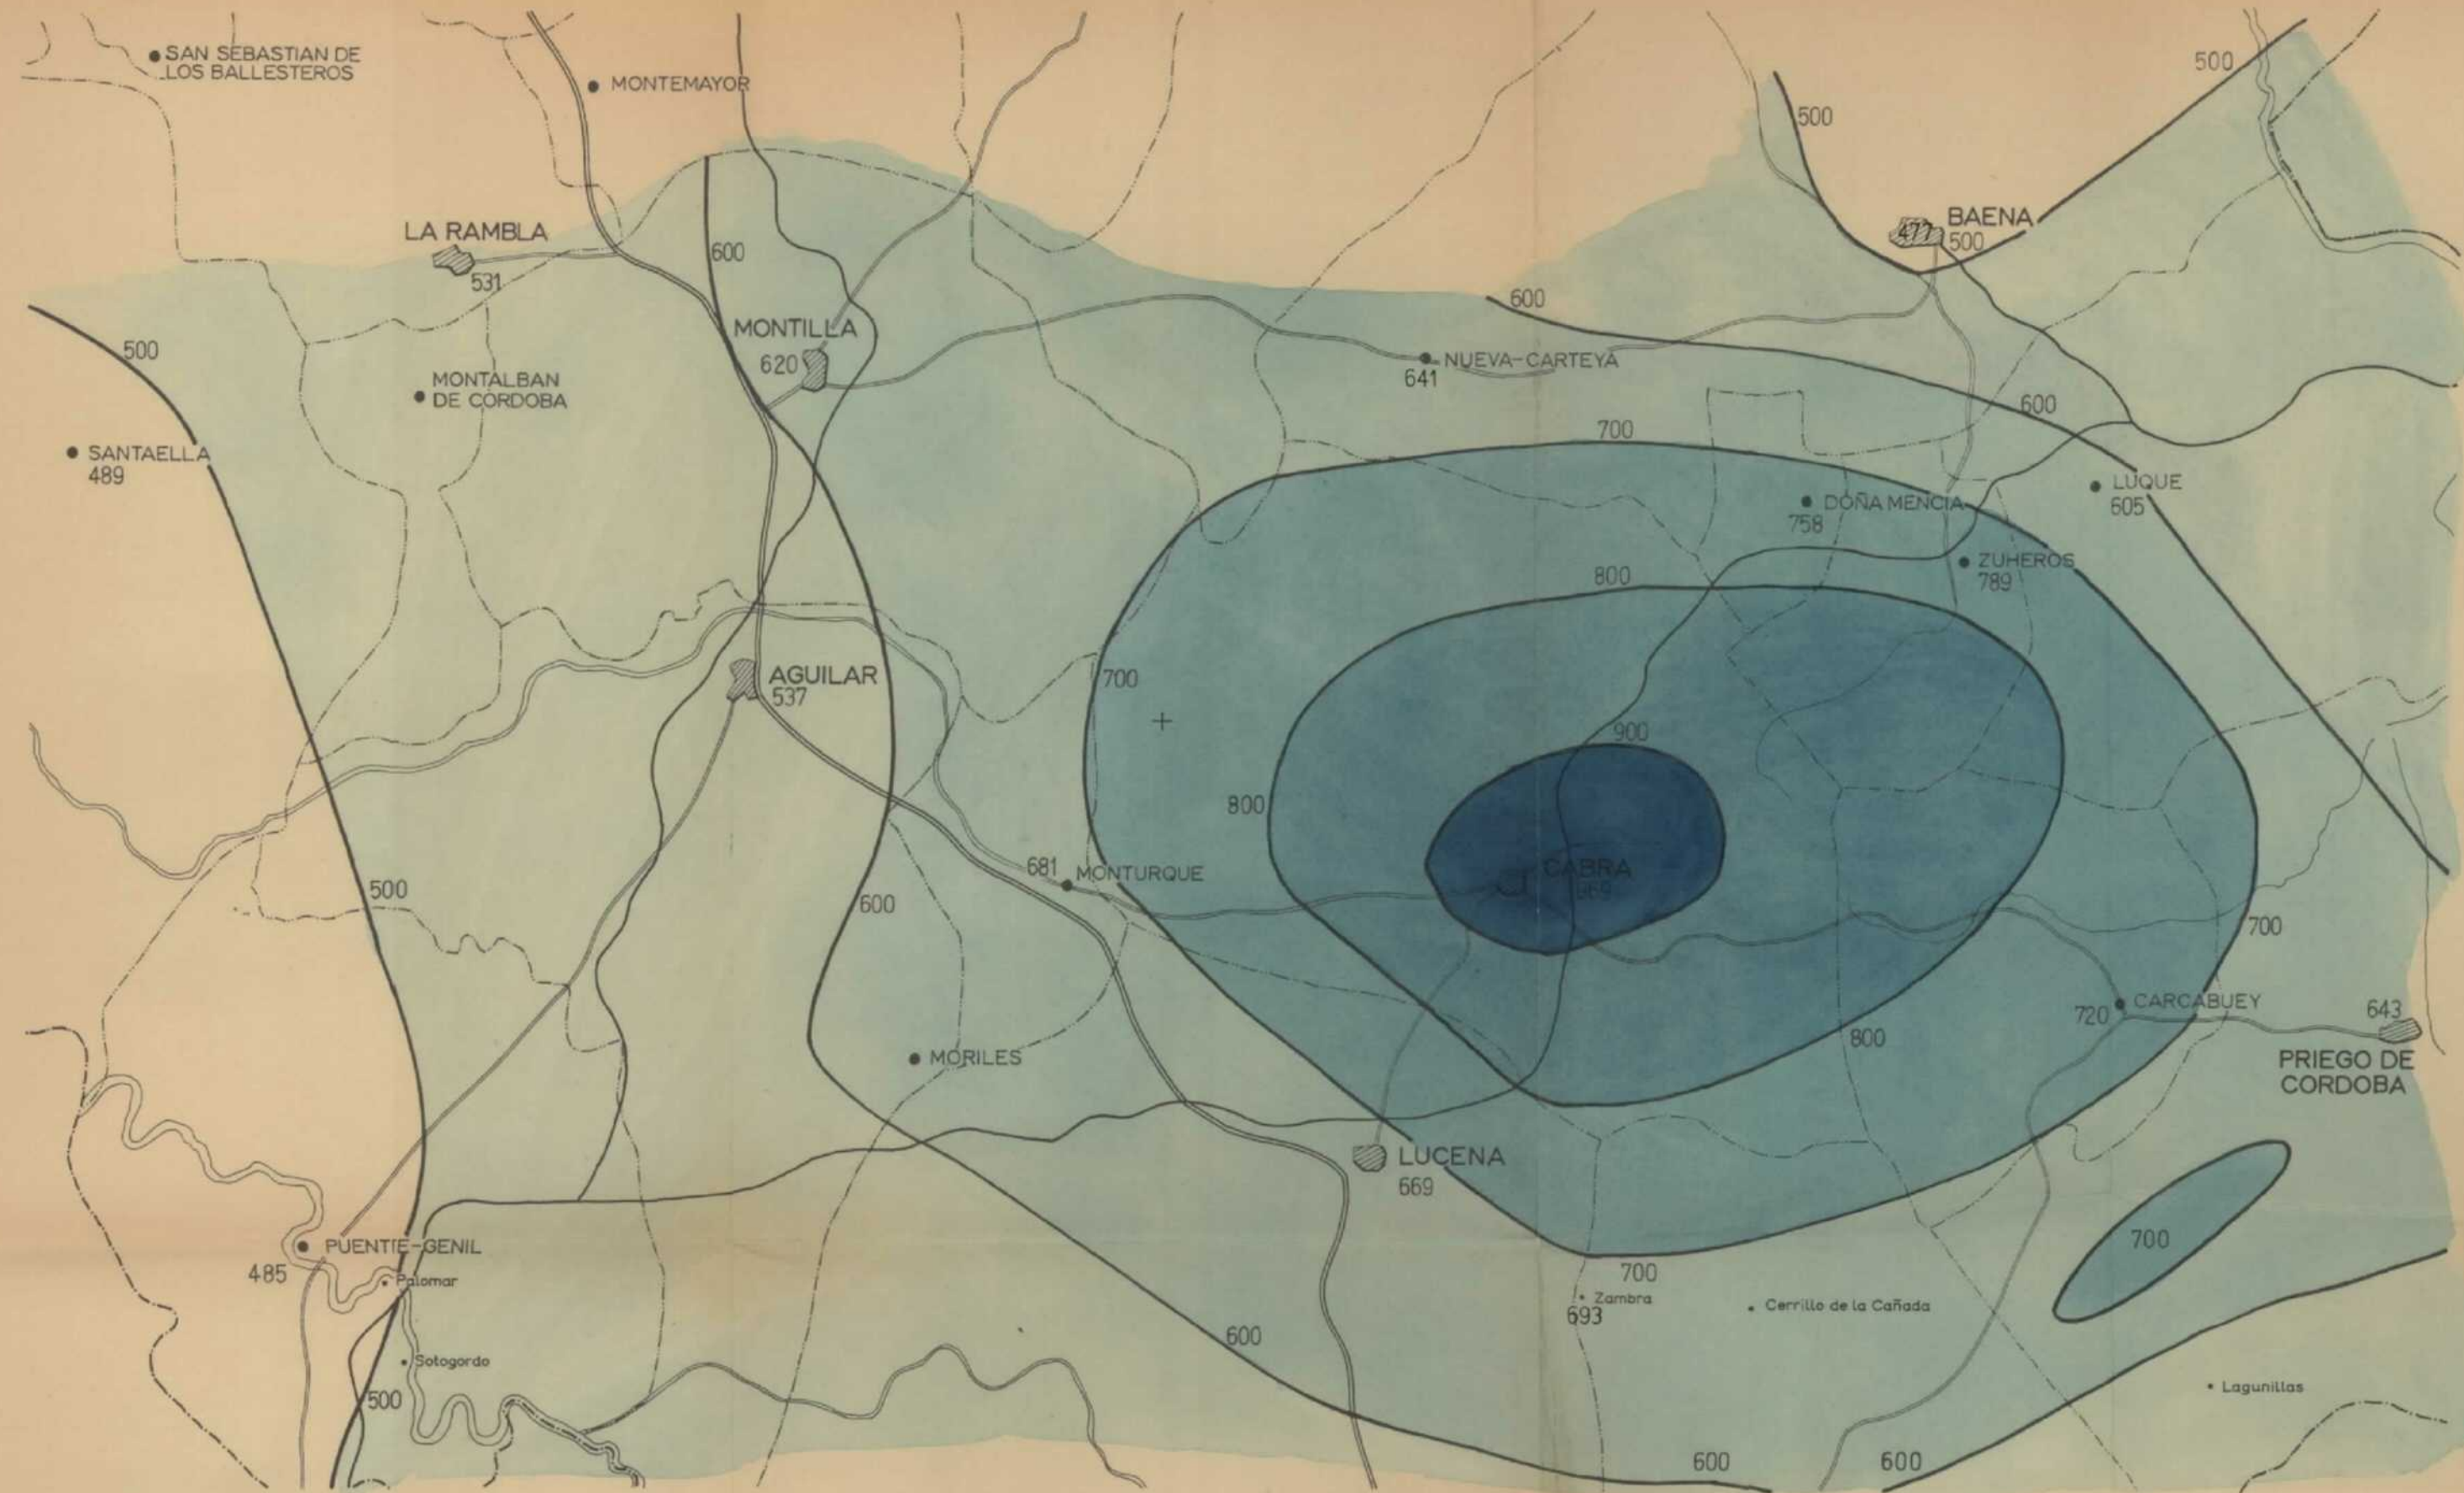 SAN SEBASTIAN DE
LOS BALLESTEROS
MONTEMAYOR
500
500
LA RAMBLA
531
600
BAENA
477
500
MONTILLA
620
600
500
NUEVA-CARTEYA
641
MONTALBAN
DE CORDOBA
600
700
SANTAELLA
489
DOÑA MENCIA
758
LUQUE
605
ZUHEROS
789
800
AGUILAR
537
700
900
800
681
MONTURQUE
CABRA
969
500
600
700
CARCABUEY
720
643
PRIEGO DE
CORDOBA
800
MORILES
LUCENA
669
PUENTE-GENIL
485
Palomar
700
700
Zambra
693
Cerrillo de la Cañada
600
Sotogordo
500
Lagunillas
600
600